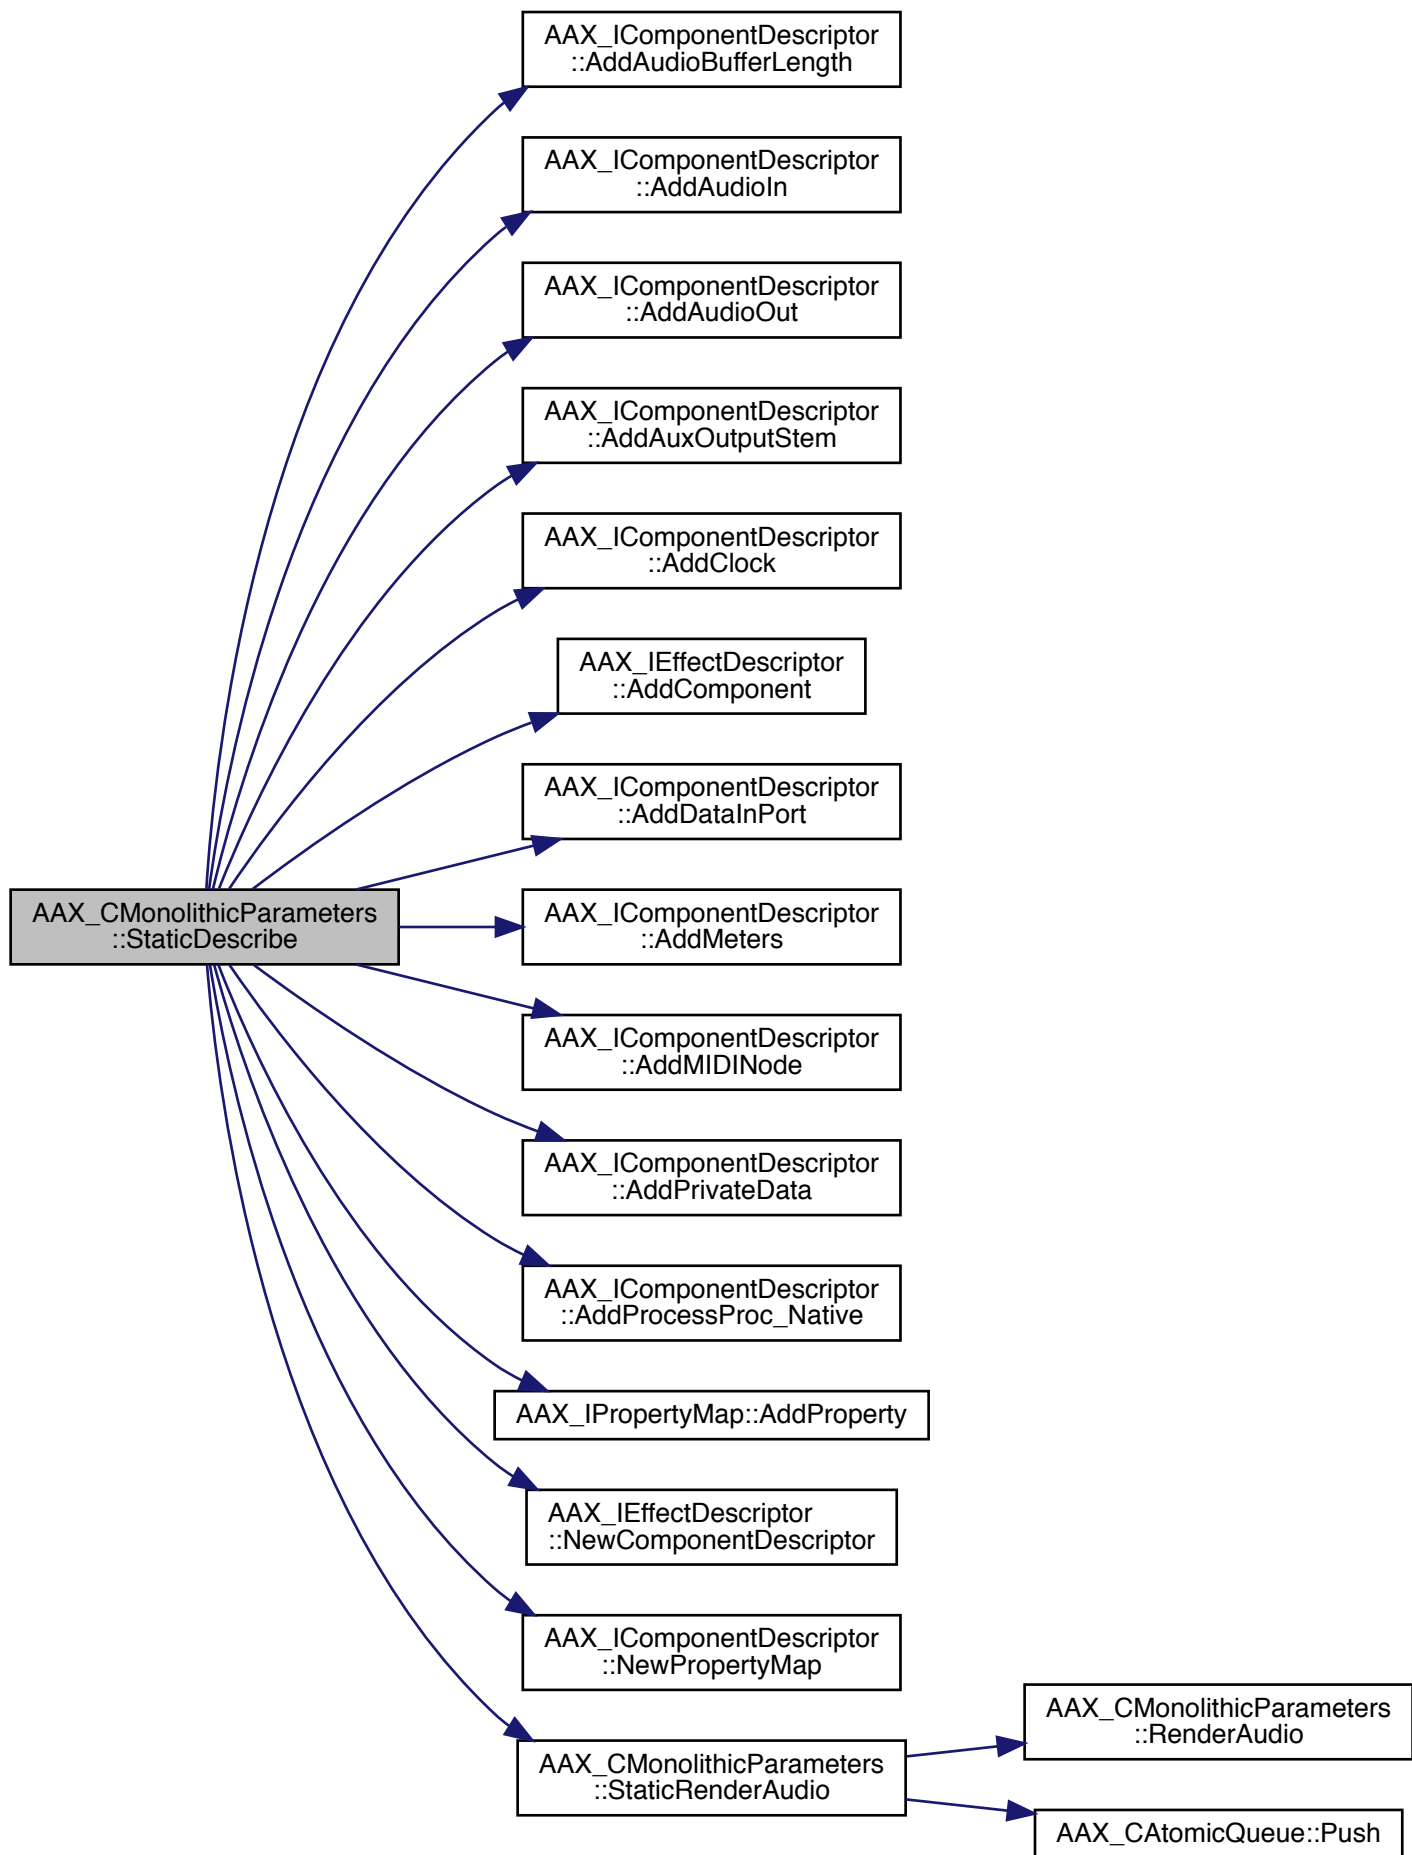 AAX_IComponentDescriptor
::AddAudioBufferLength
AAX_IComponentDescriptor
::AddAudioIn
AAX_IComponentDescriptor
::AddAudioOut
AAX_IComponentDescriptor
::AddAuxOutputStem
AAX_IComponentDescriptor
::AddClock
AAX_IEffectDescriptor
::AddComponent
AAX_IComponentDescriptor
::AddDataInPort
AAX_CMonolithicParameters
::StaticDescribe
AAX_IComponentDescriptor
::AddMeters
AAX_IComponentDescriptor
::AddMIDINode
AAX_IComponentDescriptor
::AddPrivateData
AAX_IComponentDescriptor
::AddProcessProc_Native
AAX_IPropertyMap::AddProperty
AAX_IEffectDescriptor
::NewComponentDescriptor
AAX_IComponentDescriptor
::NewPropertyMap
AAX_CMonolithicParameters
::StaticRenderAudio
AAX_CMonolithicParameters
::RenderAudio
AAX_CAtomicQueue::Push